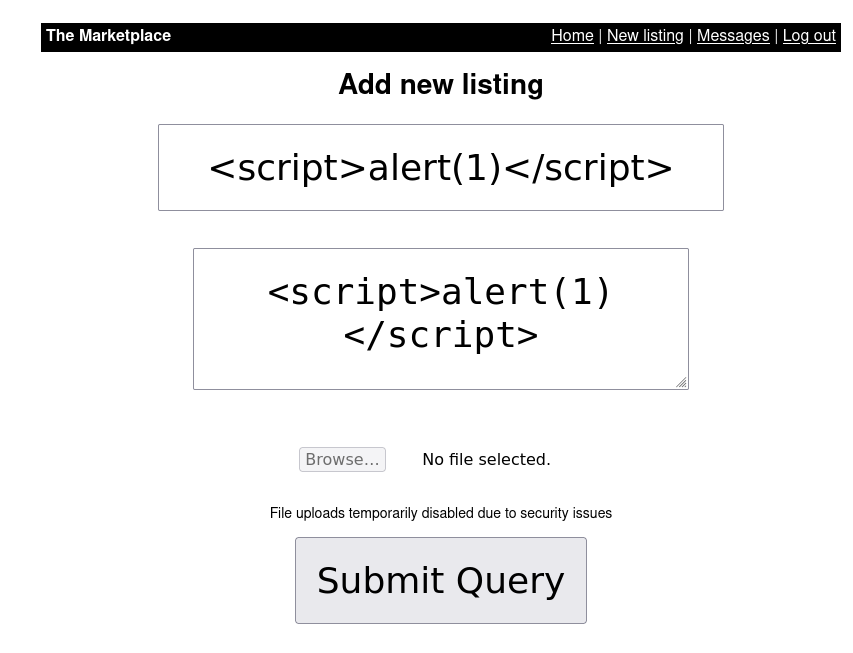 The Marketplace
Home | New listing | Messages | Log out
Add new listing
<script>alert(1)</script>
<script>alert(1)
</script>
Browse... No file selected.
File uploads temporarily disabled due to security issues
Submit Query